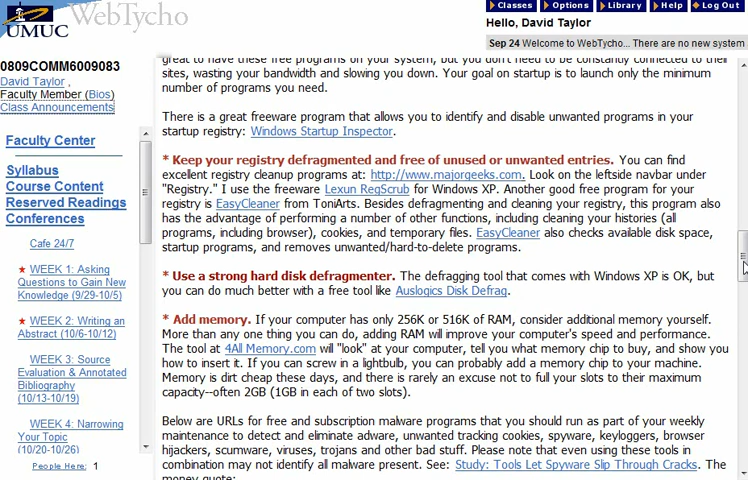 Classes Options Library Help Log Out
UMUC WebTycho
Hello, David Taylor
Sep 24 Welcome to WebTycho... There are no new system
0809COMM6009083
David Taylor ,
Faculty Member (Bios)
Class Announcements
Faculty Center
Syllabus
Course Content
Reserved Readings
Conferences
Cafe 24/7
★ WEEK 1: Asking
Questions to Gain New
Knowledge (9/29-10/5)
★ WEEK 2: Writing an
Abstract (10/6-10/12)
WEEK 3: Source
Evaluation & Annotated
Bibliography
(10/13-10/19)
WEEK 4: Narrowing
Your Topic
(10/20-10/26)
People Here: 1
great to have these free programs on your system, but you don't need to be constantly connected to their
sites, wasting your bandwidth and slowing you down. Your goal on startup is to launch only the minimum
number of programs you need.
There is a great freeware program that allows you to identify and disable unwanted programs in your
startup registry: Windows Startup Inspector.
* Keep your registry defragmented and free of unused or unwanted entries. You can find
excellent registry cleanup programs at: http://www.majorgeeks.com. Look on the leftside navbar under
"Registry." I use the freeware Lexun RegScrub for Windows XP. Another good free program for your
registry is EasyCleaner from ToniArts. Besides defragmenting and cleaning your registry, this program also
has the advantage of performing a number of other functions, including cleaning your histories (all
programs, including browser), cookies, and temporary files. EasyCleaner also checks available disk space,
startup programs, and removes unwanted/hard-to-delete programs.
* Use a strong hard disk defragmenter. The defragging tool that comes with Windows XP is OK, but
you can do much better with a free tool like Auslogics Disk Defrag.
* Add memory. If your computer has only 256K or 516K of RAM, consider additional memory yourself.
More than any one thing you can do, adding RAM will improve your computer's speed and performance.
The tool at 4All Memory.com will "look" at your computer, tell you what memory chip to buy, and show you
how to insert it. If you can screw in a lightbulb, you can probably add a memory chip to your machine.
Memory is dirt cheap these days, and there is rarely an excuse not to full your slots to their maximum
capacity--often 2GB (1GB in each of two slots).
Below are URLs for free and subscription malware programs that you should run as part of your weekly
maintenance to detect and eliminate adware, unwanted tracking cookies, spyware, keyloggers, browser
hijackers, scumware, viruses, trojans and other bad stuff. Please note that even using these tools in
combination may not identify all malware present. See: Study: Tools Let Spyware Slip Through Cracks. The
money quote: